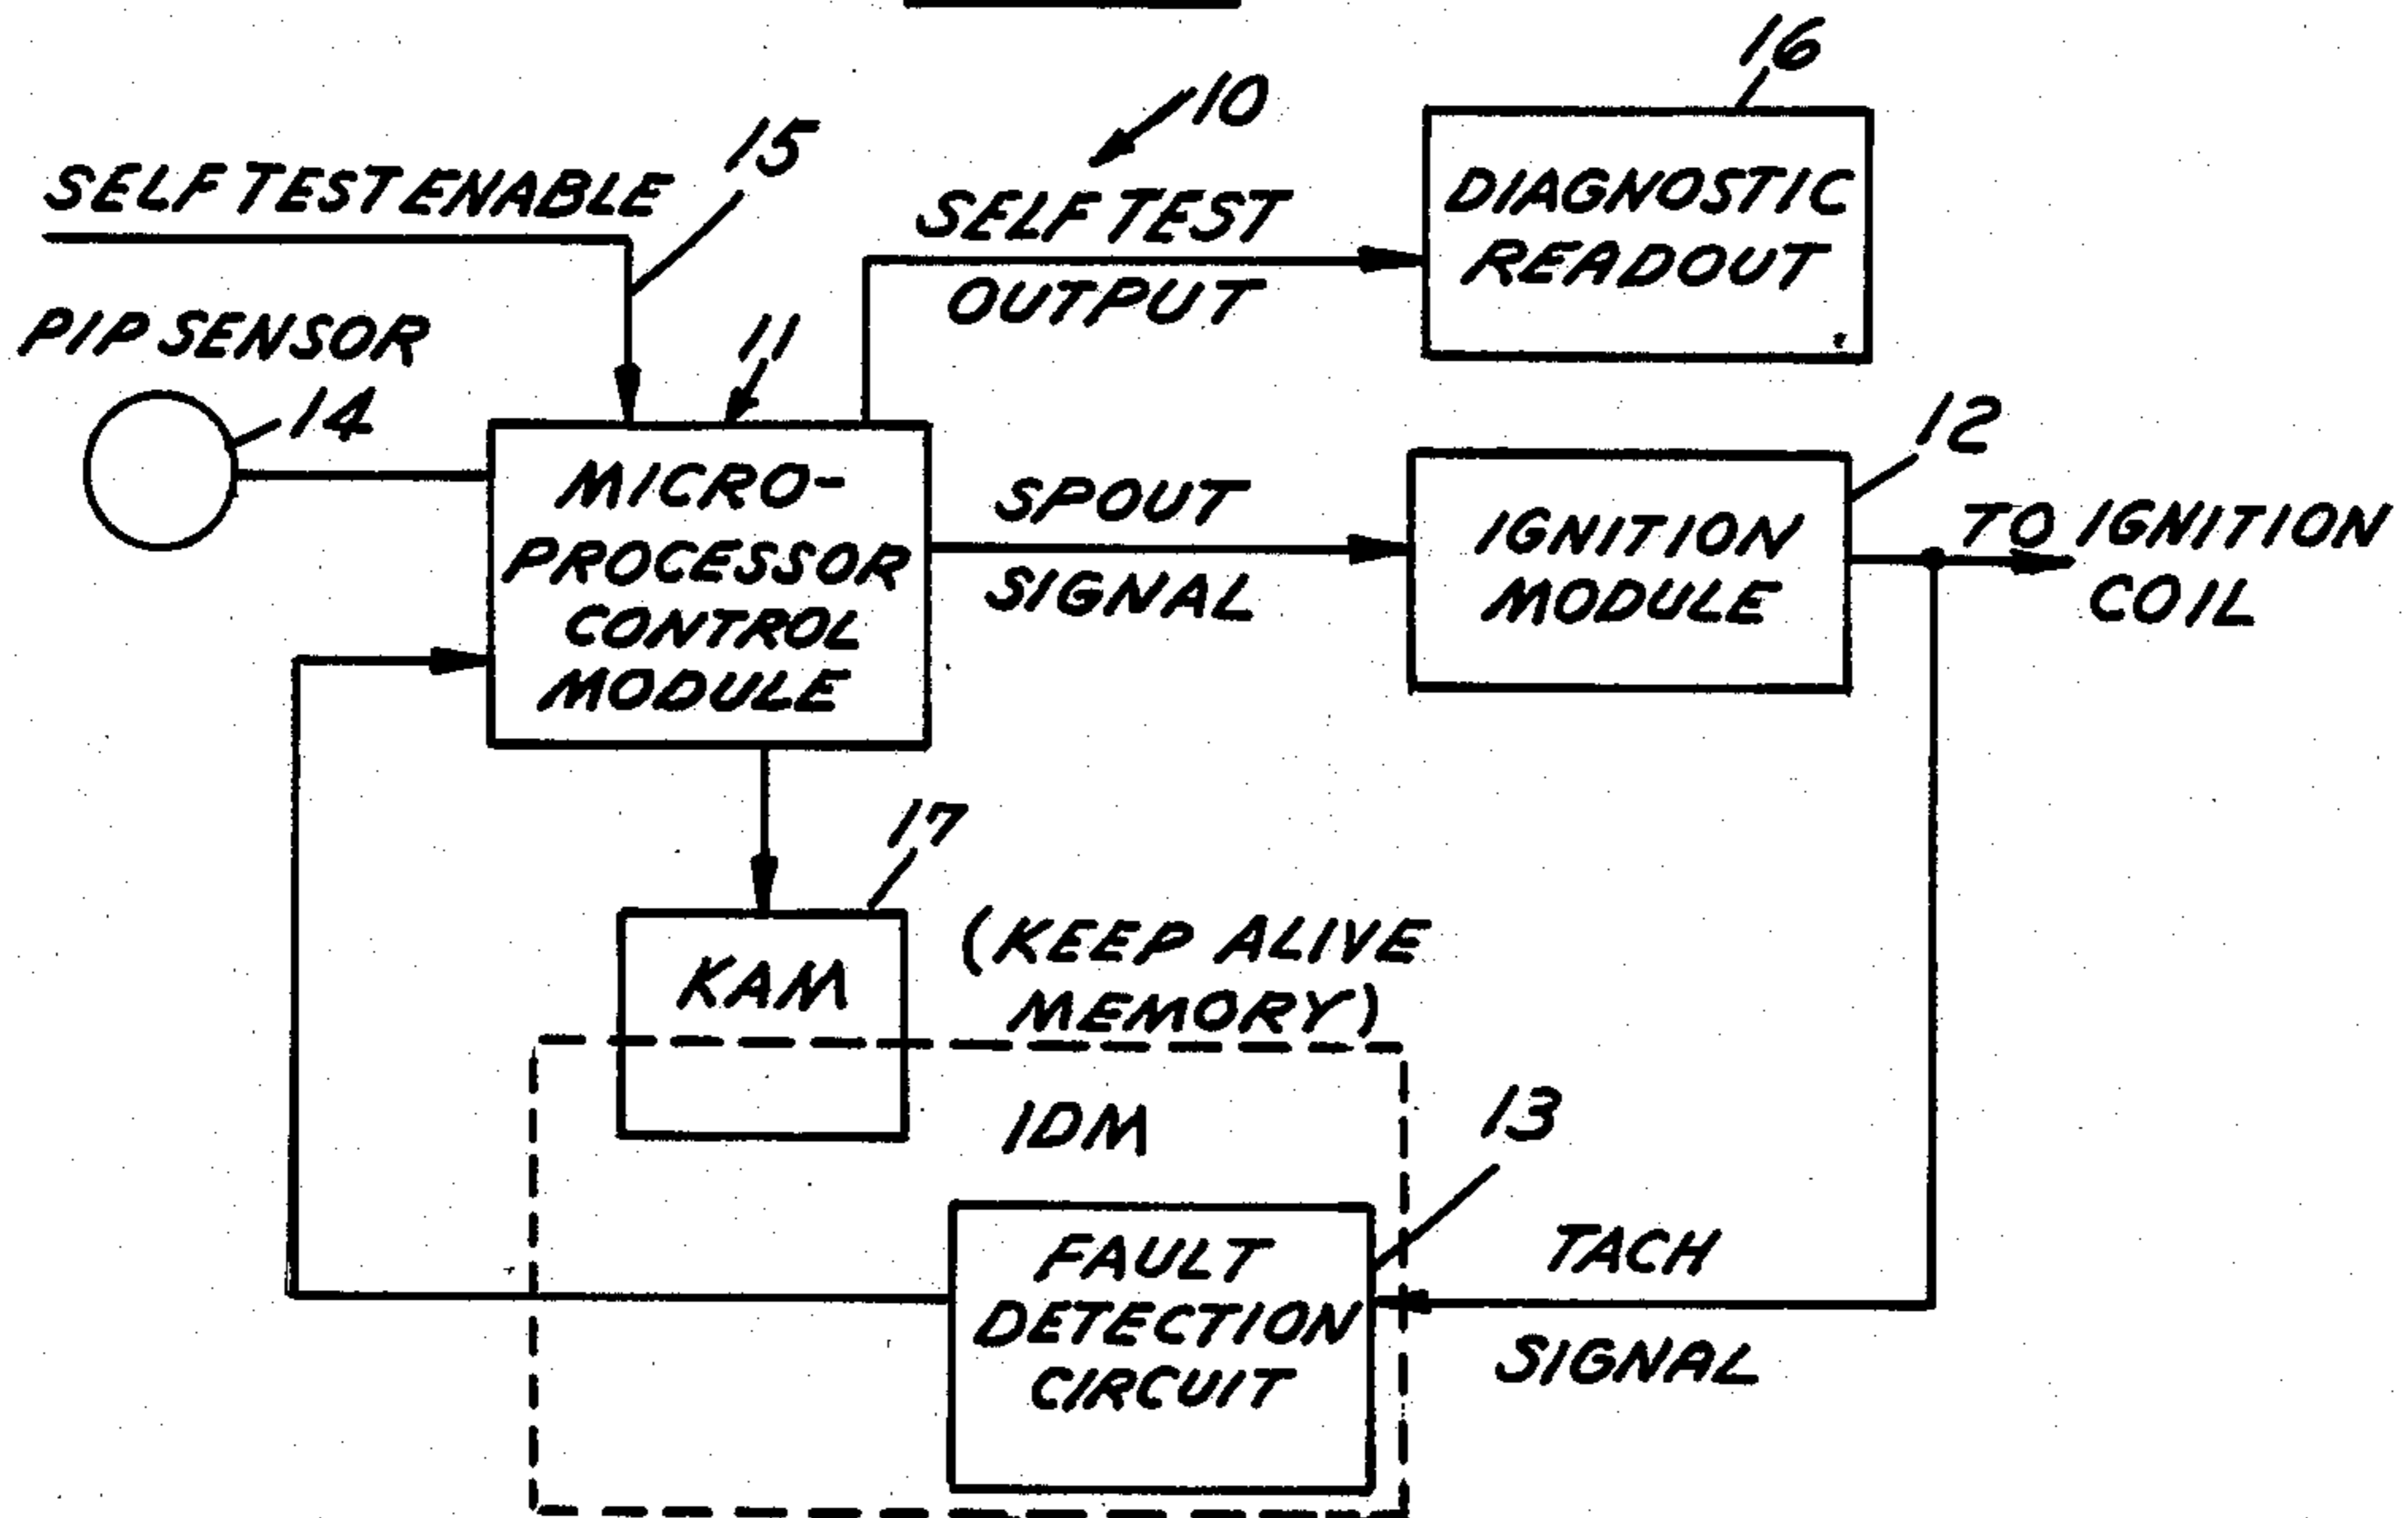 16
10
15
SELF TEST ENABLE
SELF TEST
OUTPUT
DIAGNOSTIC
READOUT
PIP SENSOR
11
14
12
MICRO-
PROCESSOR
CONTROL
MODULE
SPOUT
SIGNAL
IGNITION
MODULE
TO IGNITION
COIL
17
KAM
(KEEP ALIVE
MEMORY)
IDM
13
FAULT
DETECTION
CIRCUIT
TACH
SIGNAL